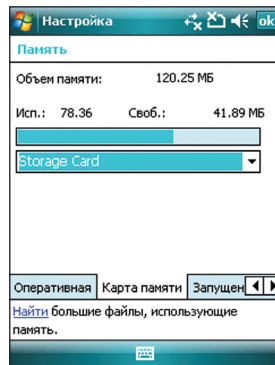 Настройка ok
Память
Объем памяти: 120.25 МБ
Исп.: 78.36 Своб.: 41.89 МБ
Storage Card
Оперативная Карта памяти Запущен
Найти большие файлы, использующие
память.